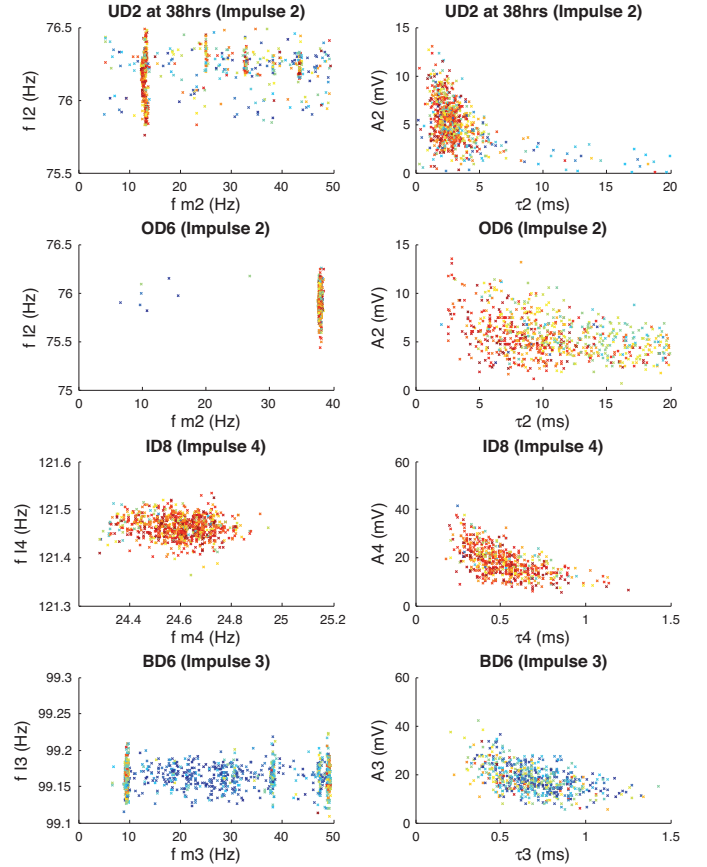 UD2 at 38hrs (Impulse 2)
76.5
76
75.5
f I2 (Hz)
0 10 20 30 40 50
f m2 (Hz)
UD2 at 38hrs (Impulse 2)
15
10
5
0
A2 (mV)
0 5 10 15 20
τ2 (ms)
OD6 (Impulse 2)
76.5
76
75.5
75
f I2 (Hz)
0 10 20 30 40
f m2 (Hz)
OD6 (Impulse 2)
15
10
5
0
A2 (mV)
0 5 10 15 20
τ2 (ms)
ID8 (Impulse 4)
121.6
121.5
121.4
121.3
f I4 (Hz)
24.4 24.6 24.8 25 25.2
f m4 (Hz)
ID8 (Impulse 4)
60
40
20
0
A4 (mV)
0 0.5 1 1.5
τ4 (ms)
BD6 (Impulse 3)
99.3
99.25
99.2
99.15
99.1
f I3 (Hz)
0 10 20 30 40 50
f m3 (Hz)
BD6 (Impulse 3)
60
40
20
0
A3 (mV)
0 0.5 1 1.5
τ3 (ms)